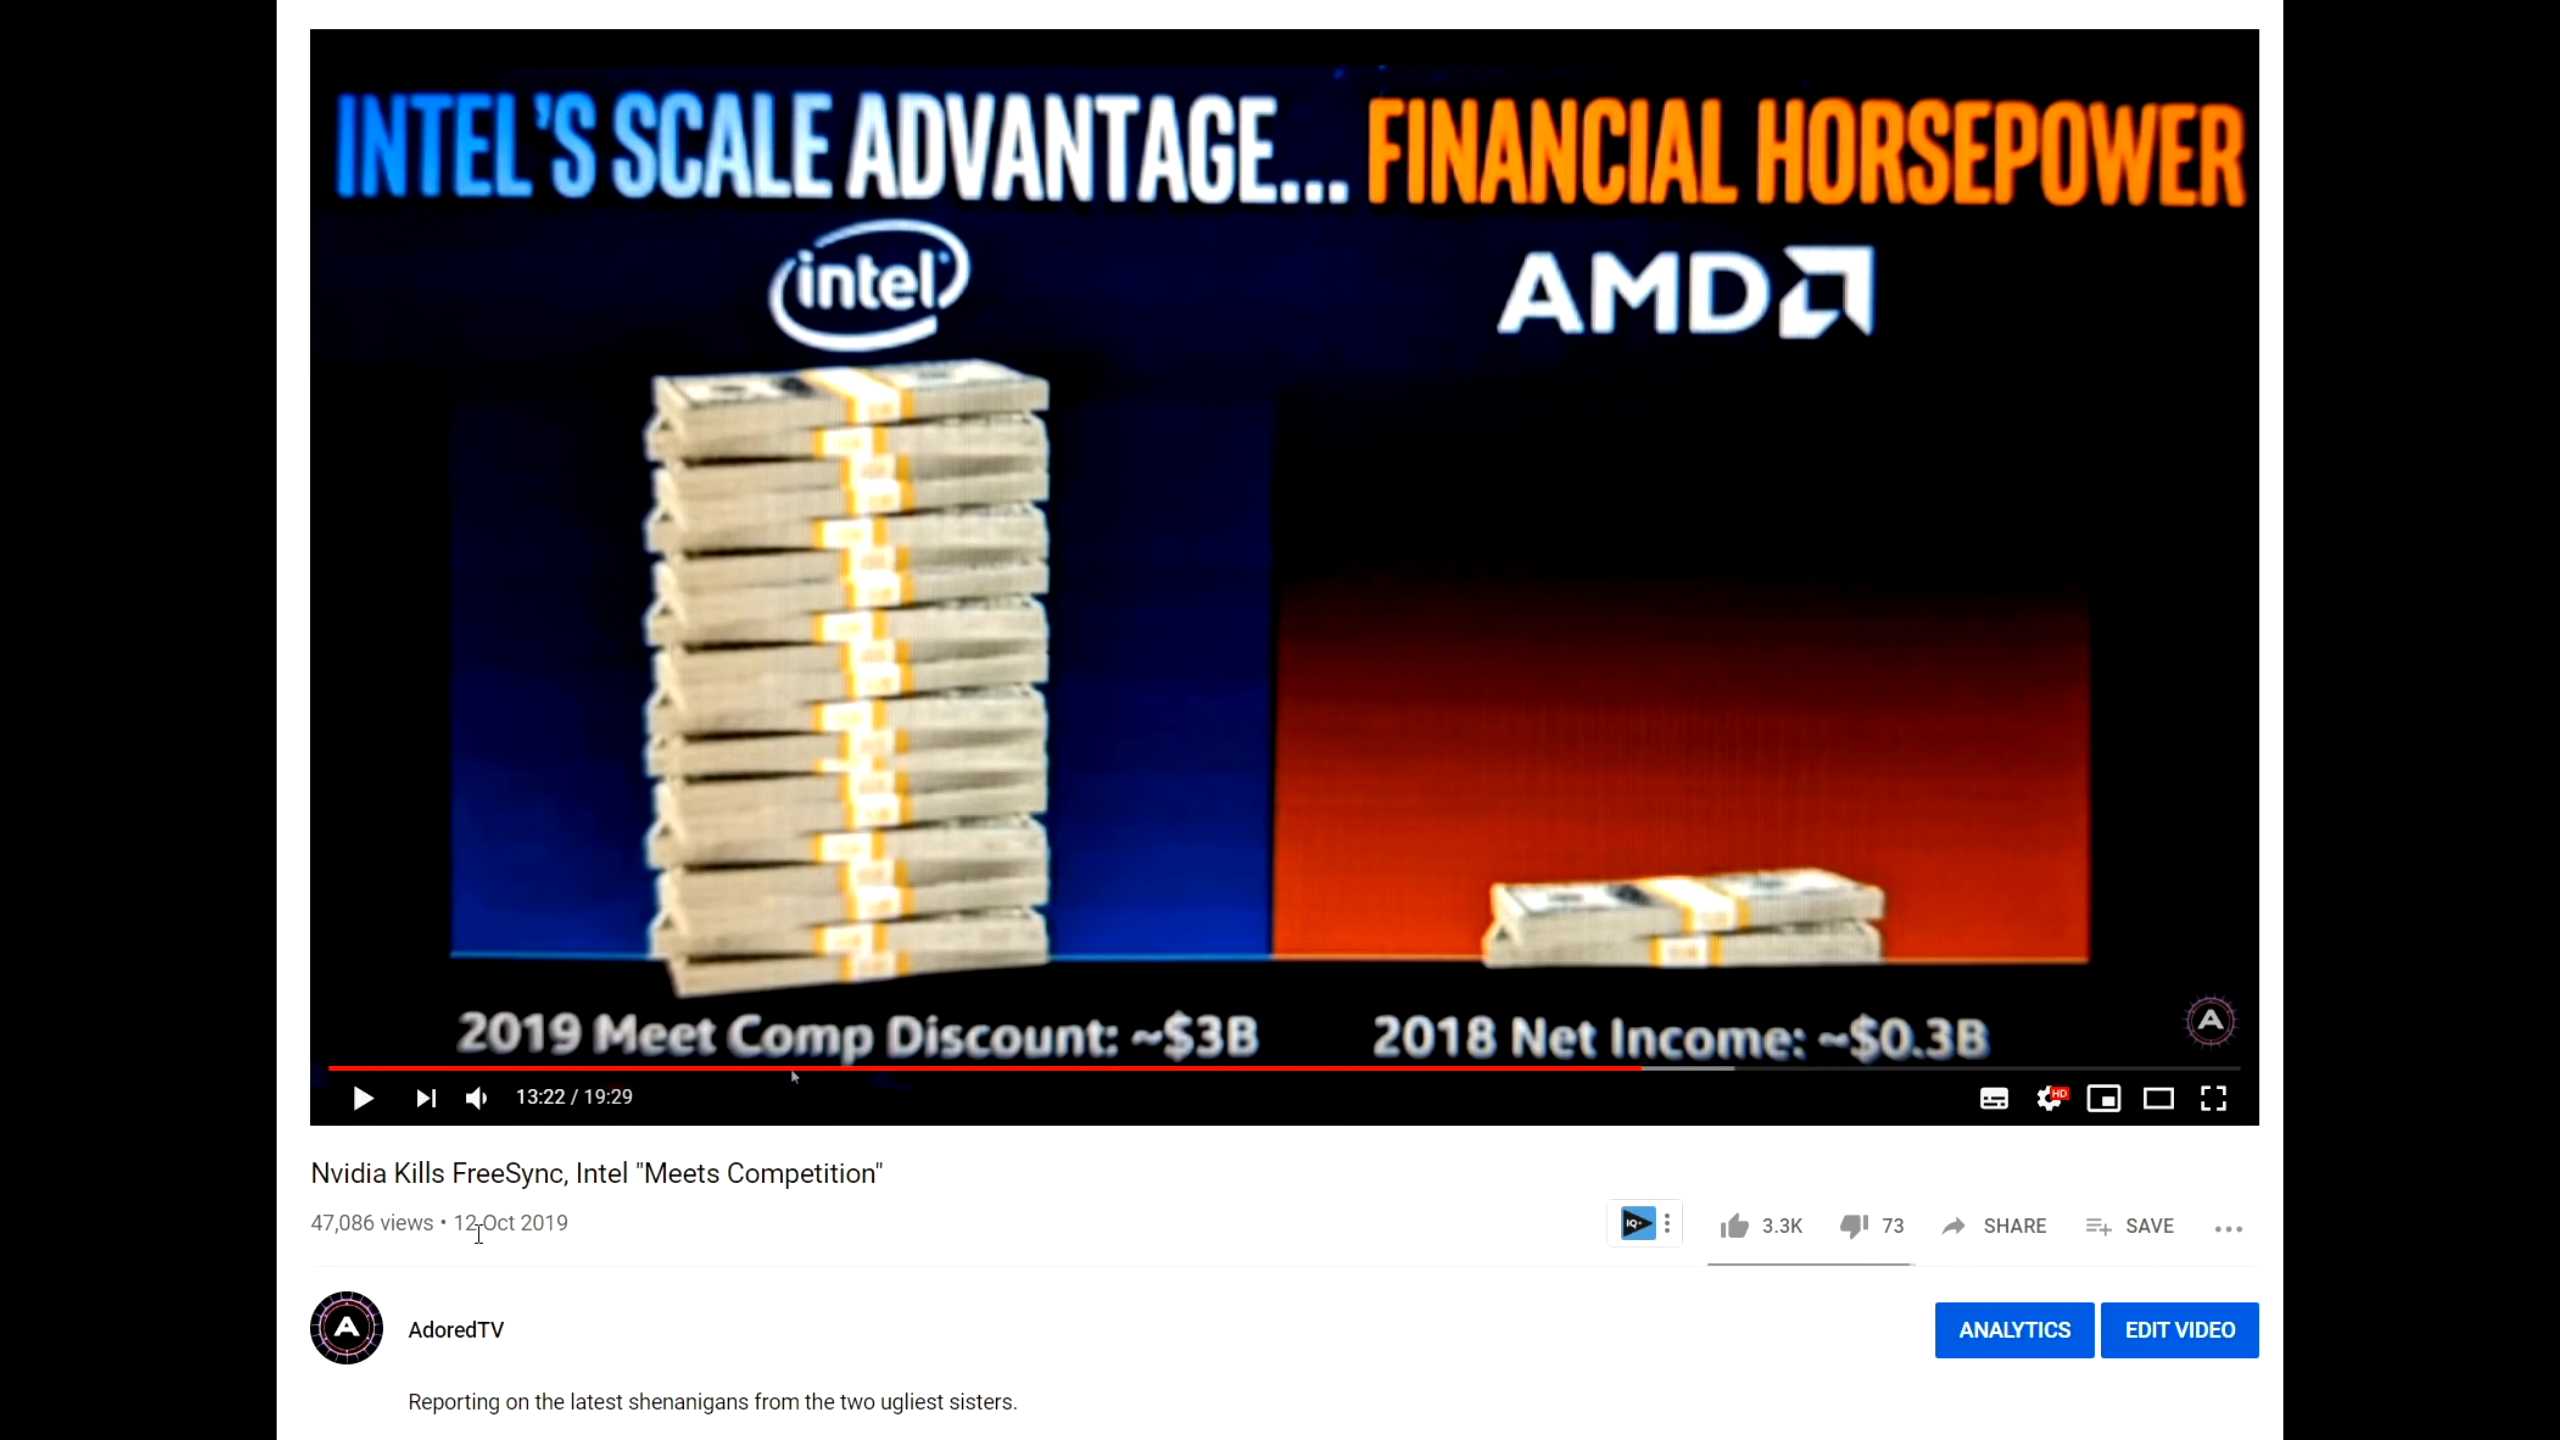 INTEL'S SCALE ADVANTAGE... FINANCIAL HORSEPOWER
intel
AMD
2019 Meet Comp Discount: ~$3B
2018 Net Income: ~$0.3B
A
13:22 / 19:29
HD
Nvidia Kills FreeSync, Intel "Meets Competition"
47,086 views • 12 Oct 2019
IQ+
3.3K
73
SHARE
SAVE
A
AdoredTV
ANALYTICS
EDIT VIDEO
Reporting on the latest shenanigans from the two ugliest sisters.